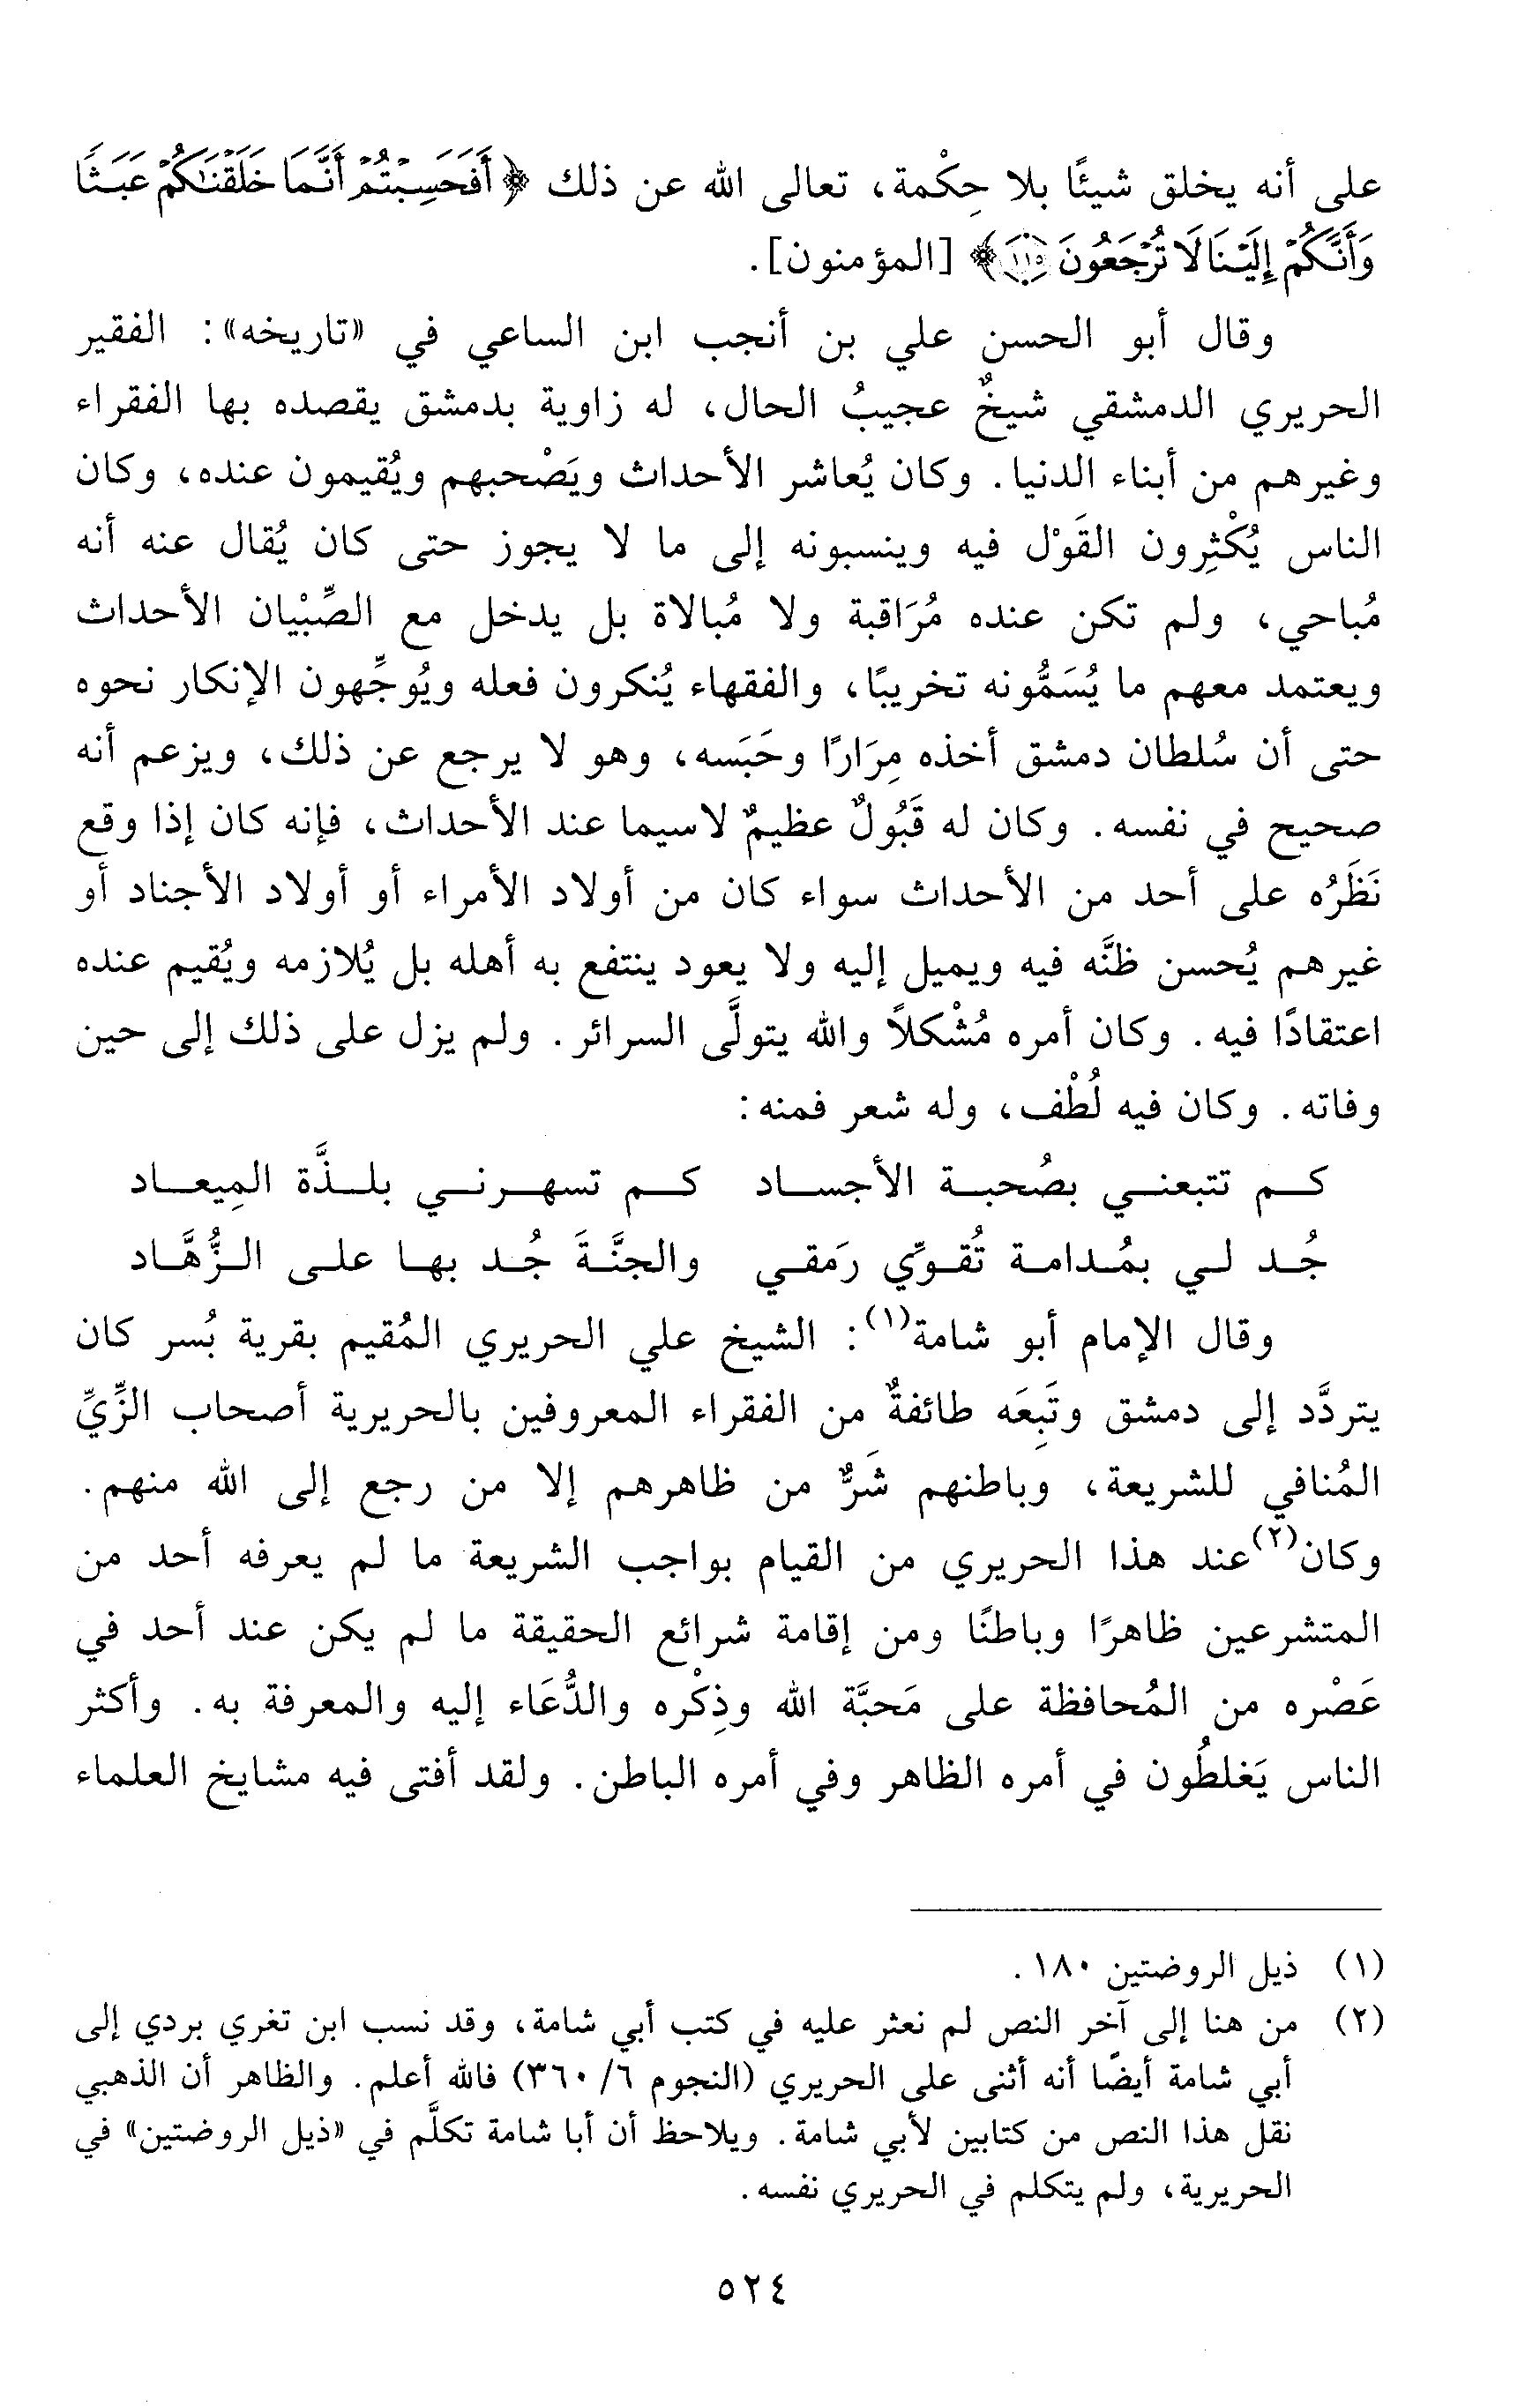 على أنه يخلق شيئًا بلا حِكْمة، تعالى الله عن ذلك ﴿أَفَحَسِبْتُمْ أَنَّمَا خَلَقْنَاكُمْ عَبَثًا
وَأَنَّكُمْ إِلَيْنَا لَا تُرْجَعُونَ ١١٥﴾ [المؤمنون].
وقال أبو الحسن علي بن أنجب ابن الساعي في «تاريخه»: الفقير
الحريري الدمشقي شيخٌ عجيبُ الحال، له زاوية بدمشق يقصده بها الفقراء
وغيرهم من أبناء الدنيا. وكان يُعاشر الأحداث ويَصْحبهم ويُقيمون عنده، وكان
الناس يُكْثِرون القَوْل فيه وينسبونه إلى ما لا يجوز حتى كان يُقال عنه أنه
مُباحي، ولم تكن عنده مُرَاقبة ولا مُبالاة بل يدخل مع الصِّبْيان الأحداث
ويعتمد معهم ما يُسَمُّونه تخريبًا، والفقهاء يُنكرون فعله ويُوجِّهون الإنكار نحوه
حتى أن سُلطان دمشق أخذه مِرَارًا وحَبَسه، وهو لا يرجع عن ذلك، ويزعم أنه
صحيح في نفسه. وكان له قَبُولٌ عظيمٌ لاسيما عند الأحداث، فإنه كان إذا وقع
نَظَرُه على أحد من الأحداث سواء كان من أولاد الأمراء أو أولاد الأجناد أو
غيرهم يُحسن ظنَّه فيه ويميل إليه ولا يعود ينتفع به أهله بل يُلازمه ويُقيم عنده
اعتقادًا فيه. وكان أمره مُشْكلاً والله يتولَّى السرائر. ولم يزل على ذلك إلى حين
وفاته. وكان فيه لُطْف، وله شعر فمنه:
كم تتبعني بصُحبة الأجساد كم تسهرني بلذَّة المِيعاد
جُد لي بمُدامة تُقوِّي رَمَقي والجنَّةَ جُد بها على الزُّهَّاد
وقال الإمام أبو شامة(١): الشيخ علي الحريري المُقيم بقرية بُسر كان
يتردَّد إلى دمشق وتَبِعَه طائفةٌ من الفقراء المعروفين بالحريرية أصحاب الزِّيِّ
المُنافي للشريعة، وباطنهم شَرٌّ من ظاهرهم إلا من رجع إلى الله منهم.
وكان(٢) عند هذا الحريري من القيام بواجب الشريعة ما لم يعرفه أحد من
المتشرعين ظاهرًا وباطنًا ومن إقامة شرائع الحقيقة ما لم يكن عند أحد في
عَصْره من المُحافظة على مَحبَّة الله وذِكْره والدُّعَاء إليه والمعرفة به. وأكثر
الناس يَغلطُون في أمره الظاهر وفي أمره الباطن. ولقد أفتى فيه مشايخ العلماء
(١) ذيل الروضتين ١٨٠.
(٢) من هنا إلى آخر النص لم نعثر عليه في كتب أبي شامة، وقد نسب ابن تغري بردي إلى
أبي شامة أيضًا أنه أثنى على الحريري (النجوم ٦/ ٣٦٠) فالله أعلم. والظاهر أن الذهبي
نقل هذا النص من كتابين لأبي شامة. ويلاحظ أن أبا شامة تكلَّم في «ذيل الروضتين» في
الحريرية، ولم يتكلم في الحريري نفسه.
٥٢٤